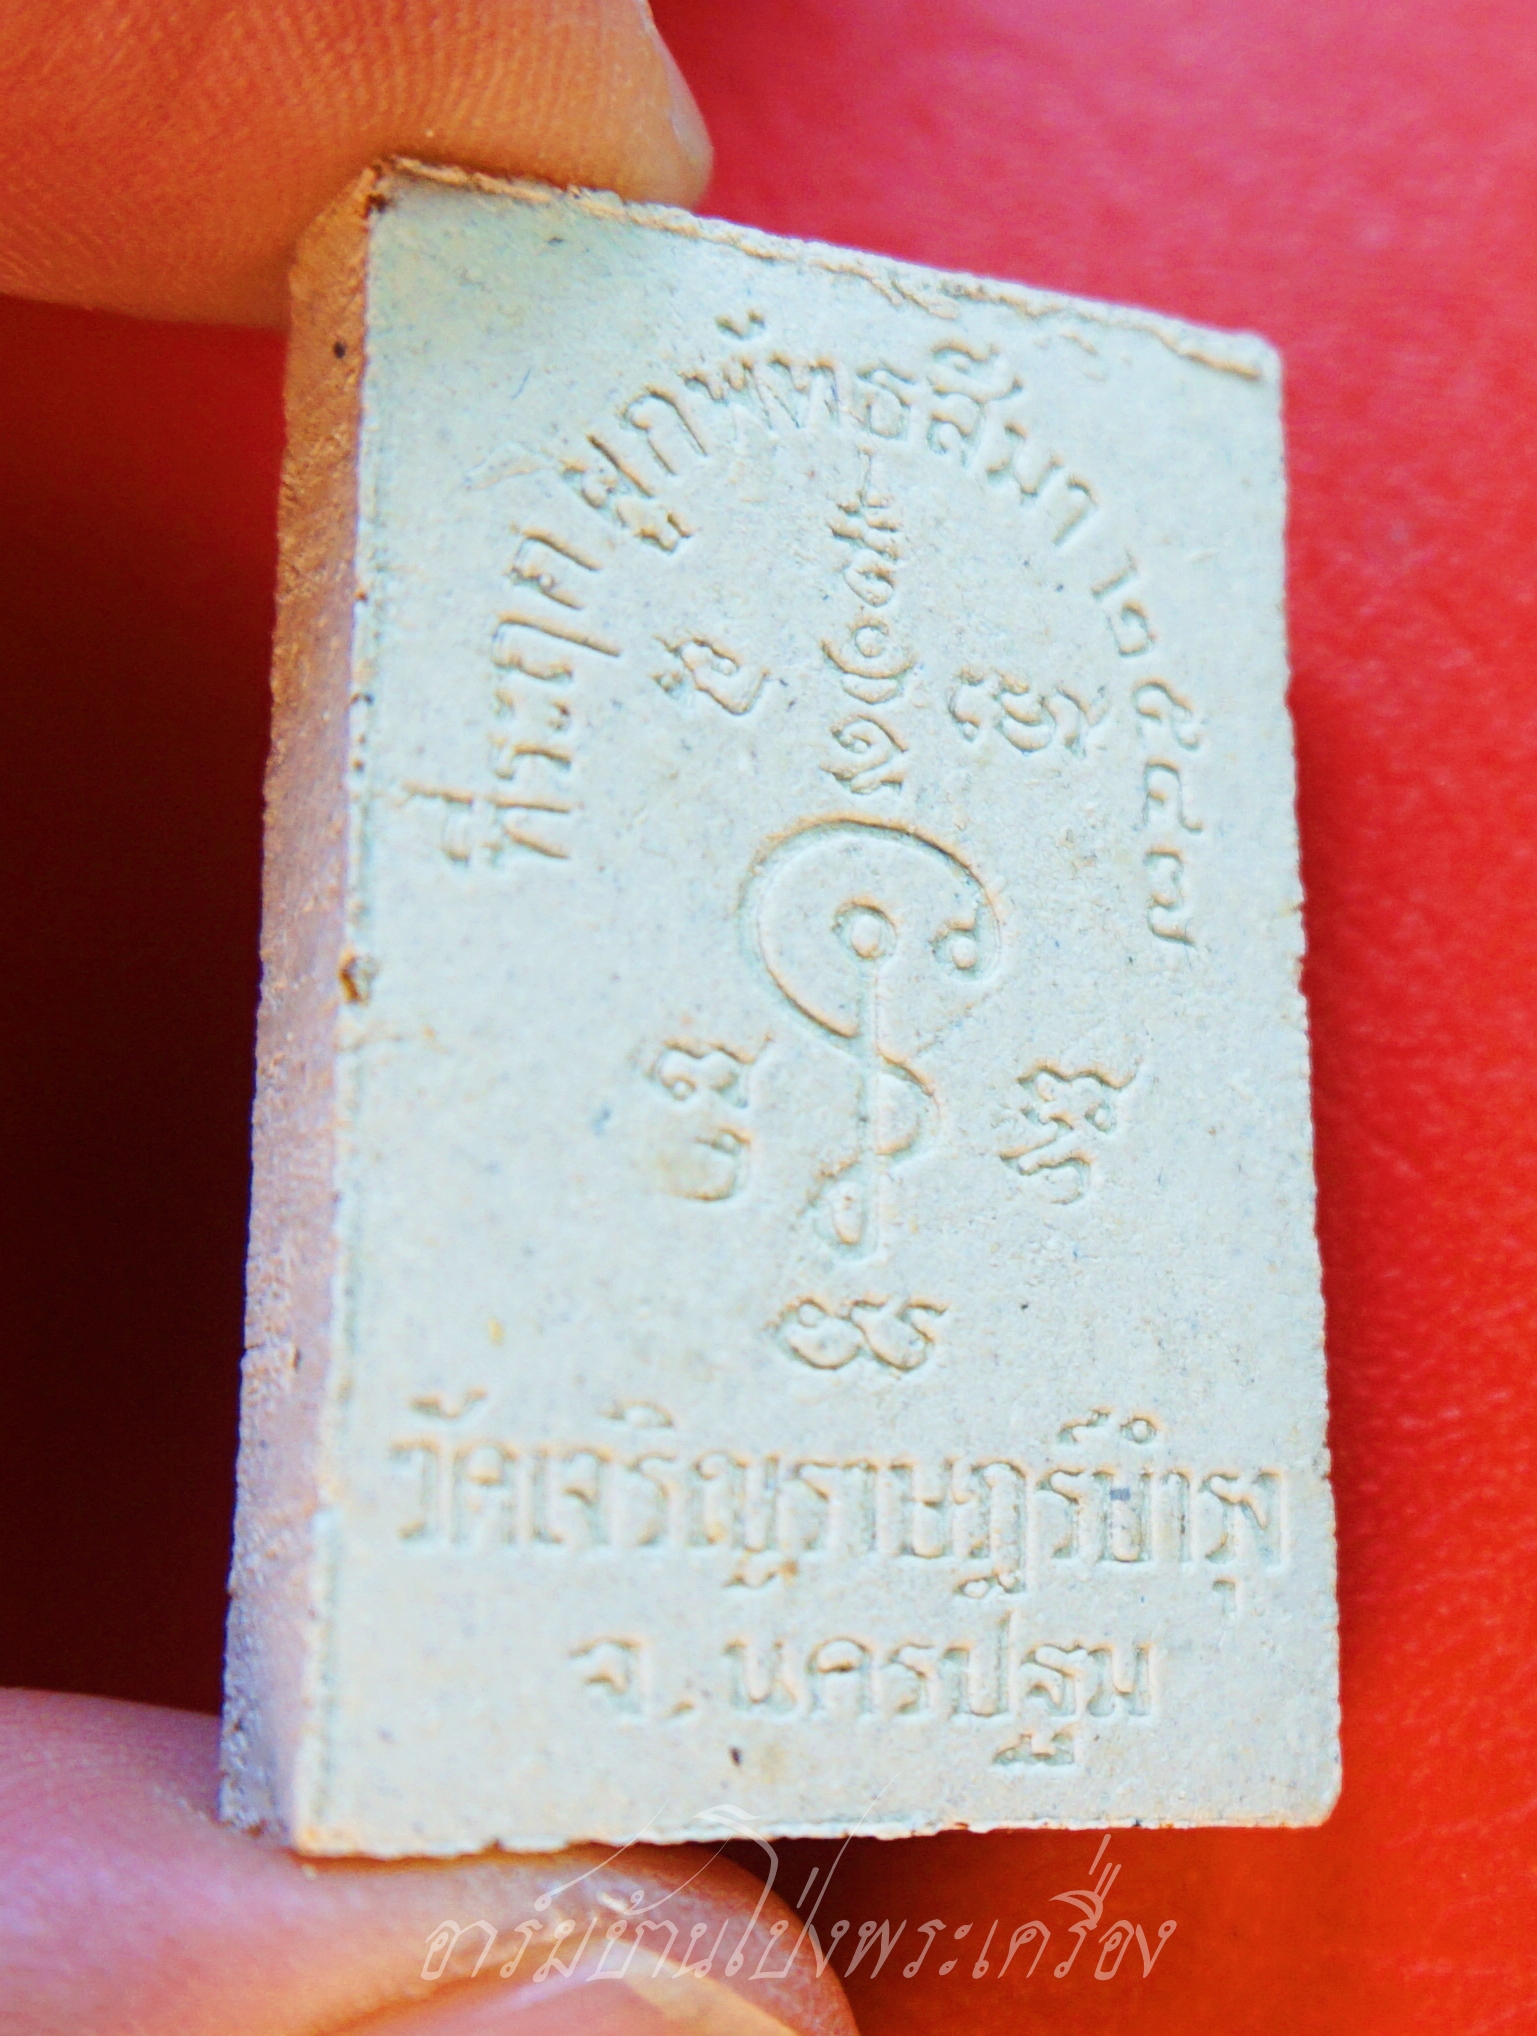 ที่ระฤก ผูกพัทธสีมา ๒๕๔๗
วัดเจริญราษฎร์บำรุง
จ. นครปฐม
อาร์มบ้านโป่งพระเครื่อง